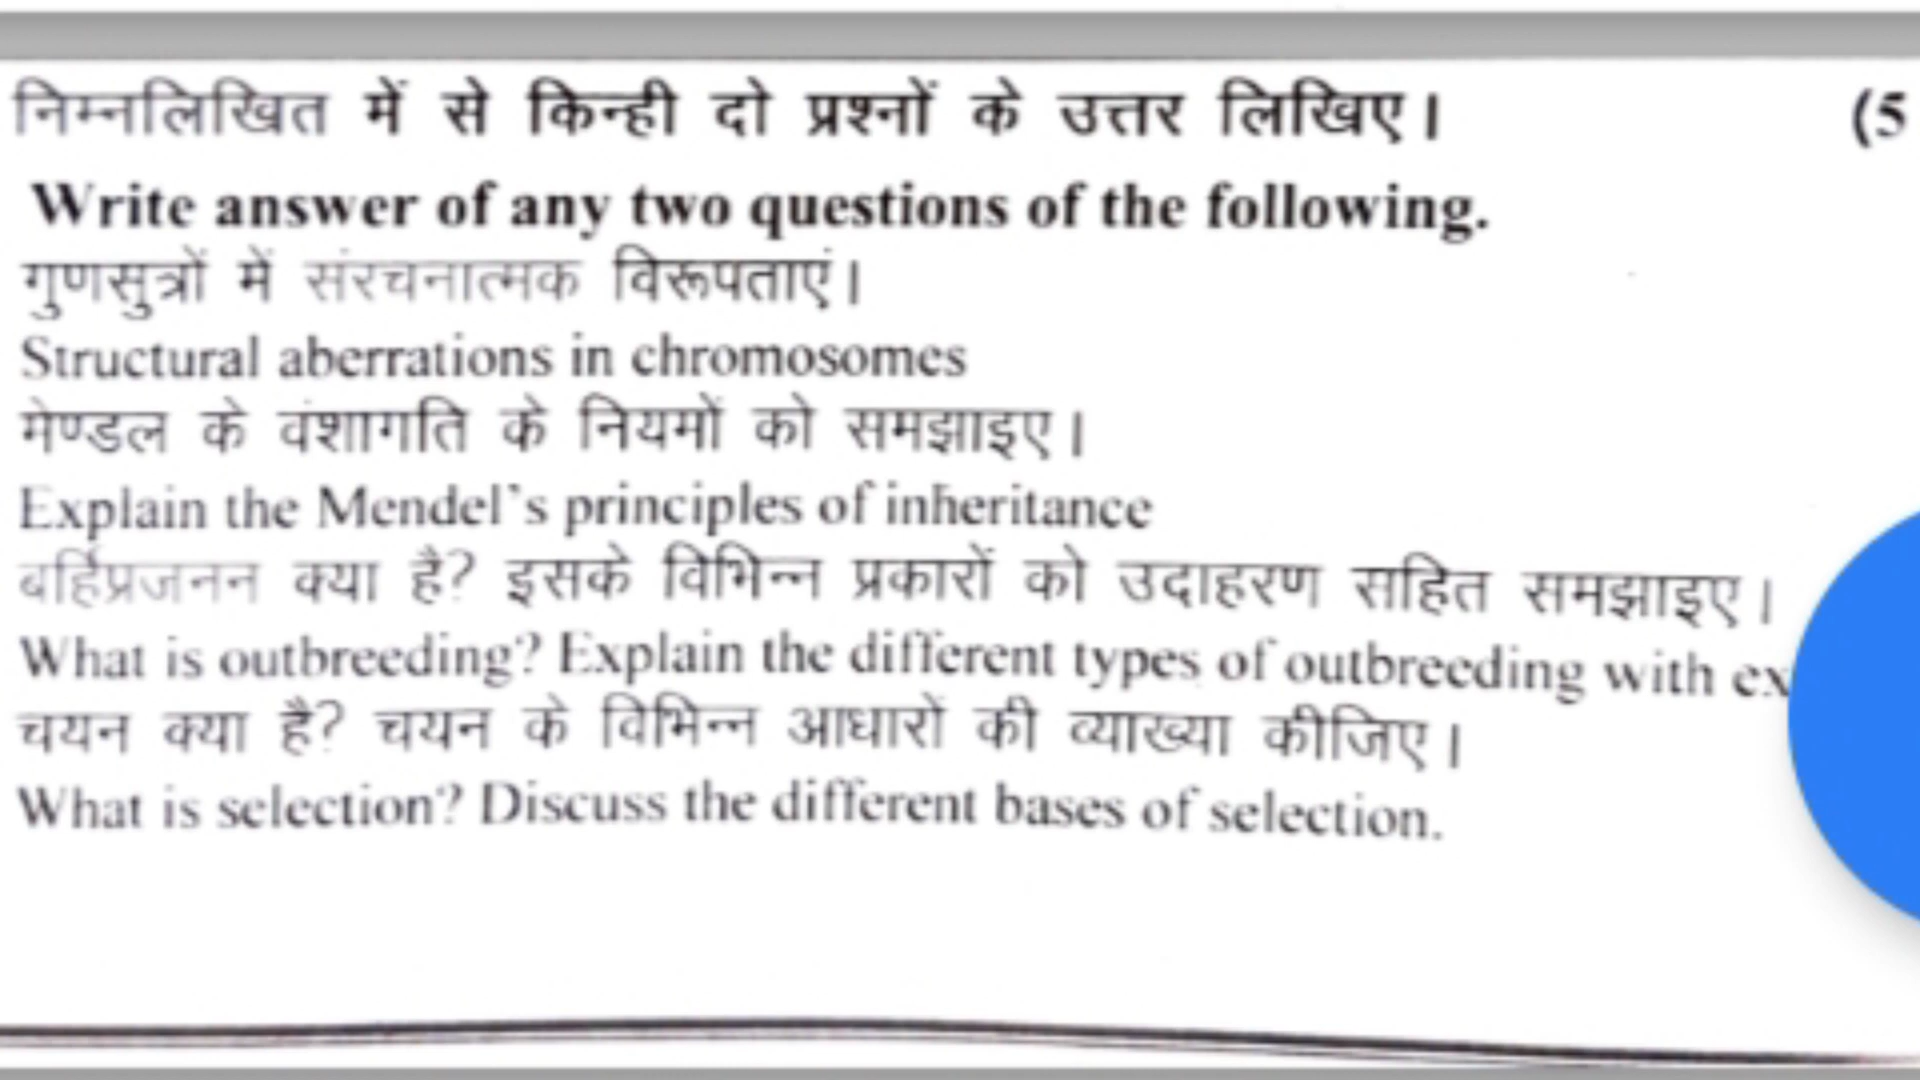 निम्नलिखित में से किन्ही दो प्रश्नों के उत्तर लिखिए। (5
Write answer of any two questions of the following.
गुणसुत्रों में संरचनात्मक विरूपताएं।
Structural aberrations in chromosomes
मेण्डल के वंशागति के नियमों को समझाइए।
Explain the Mendel's principles of inheritance
बर्हिप्रजनन क्या है? इसके विभिन्न प्रकारों को उदाहरण सहित समझाइए।
What is outbreeding? Explain the different types of outbreeding with ex
चयन क्या है? चयन के विभिन्न आधारों की व्याख्या कीजिए।
What is selection? Discuss the different bases of selection.